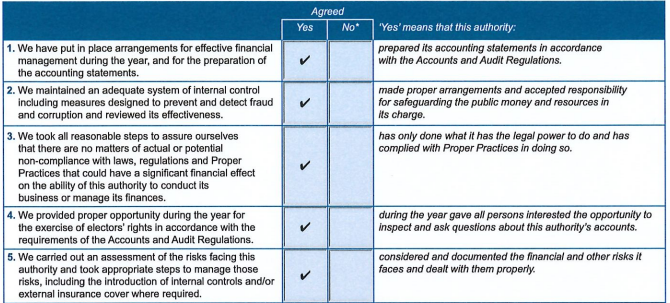 Agreed
Yes No* 'Yes' means that this authority:
1. We have put in place arrangements for effective financial
management during the year, and for the preparation of
the accounting statements.
✓
prepared its accounting statements in accordance
with the Accounts and Audit Regulations.
2. We maintained an adequate system of internal control
including measures designed to prevent and detect fraud
and corruption and reviewed its effectiveness.
✓
made proper arrangements and accepted responsibility
for safeguarding the public money and resources in
its charge.
3. We took all reasonable steps to assure ourselves
that there are no matters of actual or potential
non-compliance with laws, regulations and Proper
Practices that could have a significant financial effect
on the ability of this authority to conduct its
business or manage its finances.
✓
has only done what it has the legal power to do and has
complied with Proper Practices in doing so.
4. We provided proper opportunity during the year for
the exercise of electors' rights in accordance with the
requirements of the Accounts and Audit Regulations.
✓
during the year gave all persons interested the opportunity to
inspect and ask questions about this authority's accounts.
5. We carried out an assessment of the risks facing this
authority and took appropriate steps to manage those
risks, including the introduction of internal controls and/or
external insurance cover where required.
✓
considered and documented the financial and other risks it
faces and dealt with them properly.